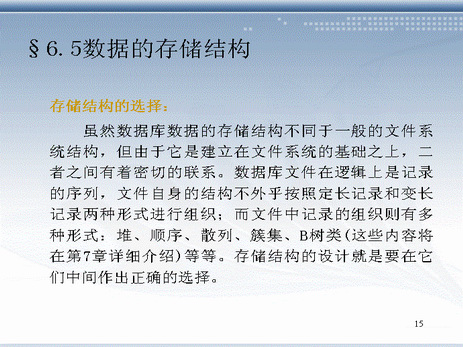 §6.5数据的存储结构
存储结构的选择：
虽然数据库数据的存储结构不同于一般的文件系
统结构，但由于它是建立在文件系统的基础之上，二
者之间有着密切的联系。数据库文件在逻辑上是记录
的序列，文件自身的结构不外乎按照定长记录和变长
记录两种形式进行组织；而文件中记录的组织则有多
种形式：堆、顺序、散列、簇集、B树类(这些内容将
在第7章详细介绍)等等。存储结构的设计就是要在它
们中间作出正确的选择。
15